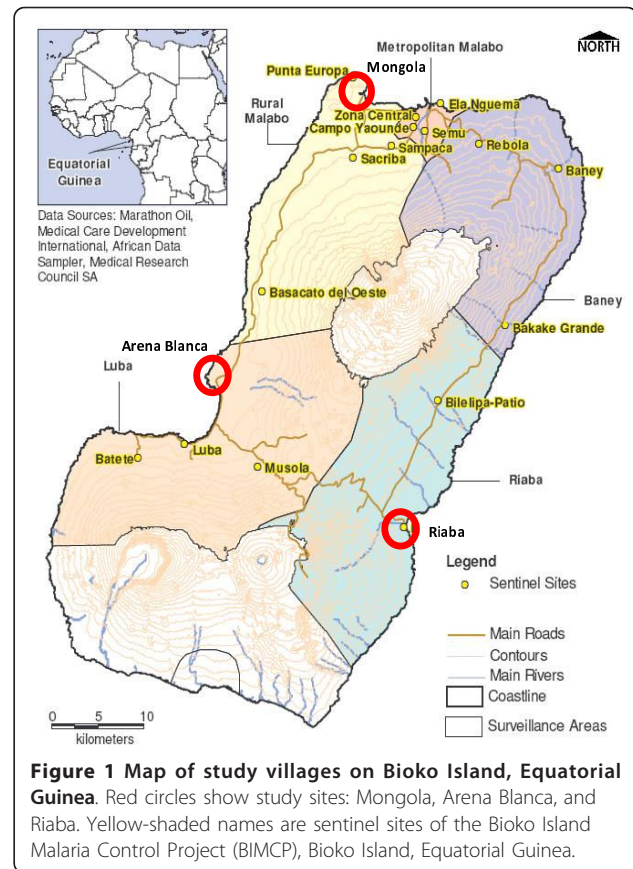 NORTH
Metropolitan Malabo
Mongola
Punta Europa
Rural
Malabo
Ela Nguema
Zona Central
Campo Yaounde
Semu
Sampaca
Rebola
Sacriba
Baney
Equatorial
Guinea
Data Sources: Marathon Oil,
Medical Care Development
International, African Data
Sampler, Medical Research
Council SA
Basacato del Oeste
Baney
Bakake Grande
Arena Blanca
Luba
Bilelipa-Patio
Luba
Batete
Musola
Riaba
Riaba
Legend
Sentinel Sites
Main Roads
Contours
Main Rivers
Coastline
Surveillance Areas
0 5 10
kilometers
Figure 1 Map of study villages on Bioko Island, Equatorial
Guinea. Red circles show study sites: Mongola, Arena Blanca, and
Riaba. Yellow-shaded names are sentinel sites of the Bioko Island
Malaria Control Project (BIMCP), Bioko Island, Equatorial Guinea.